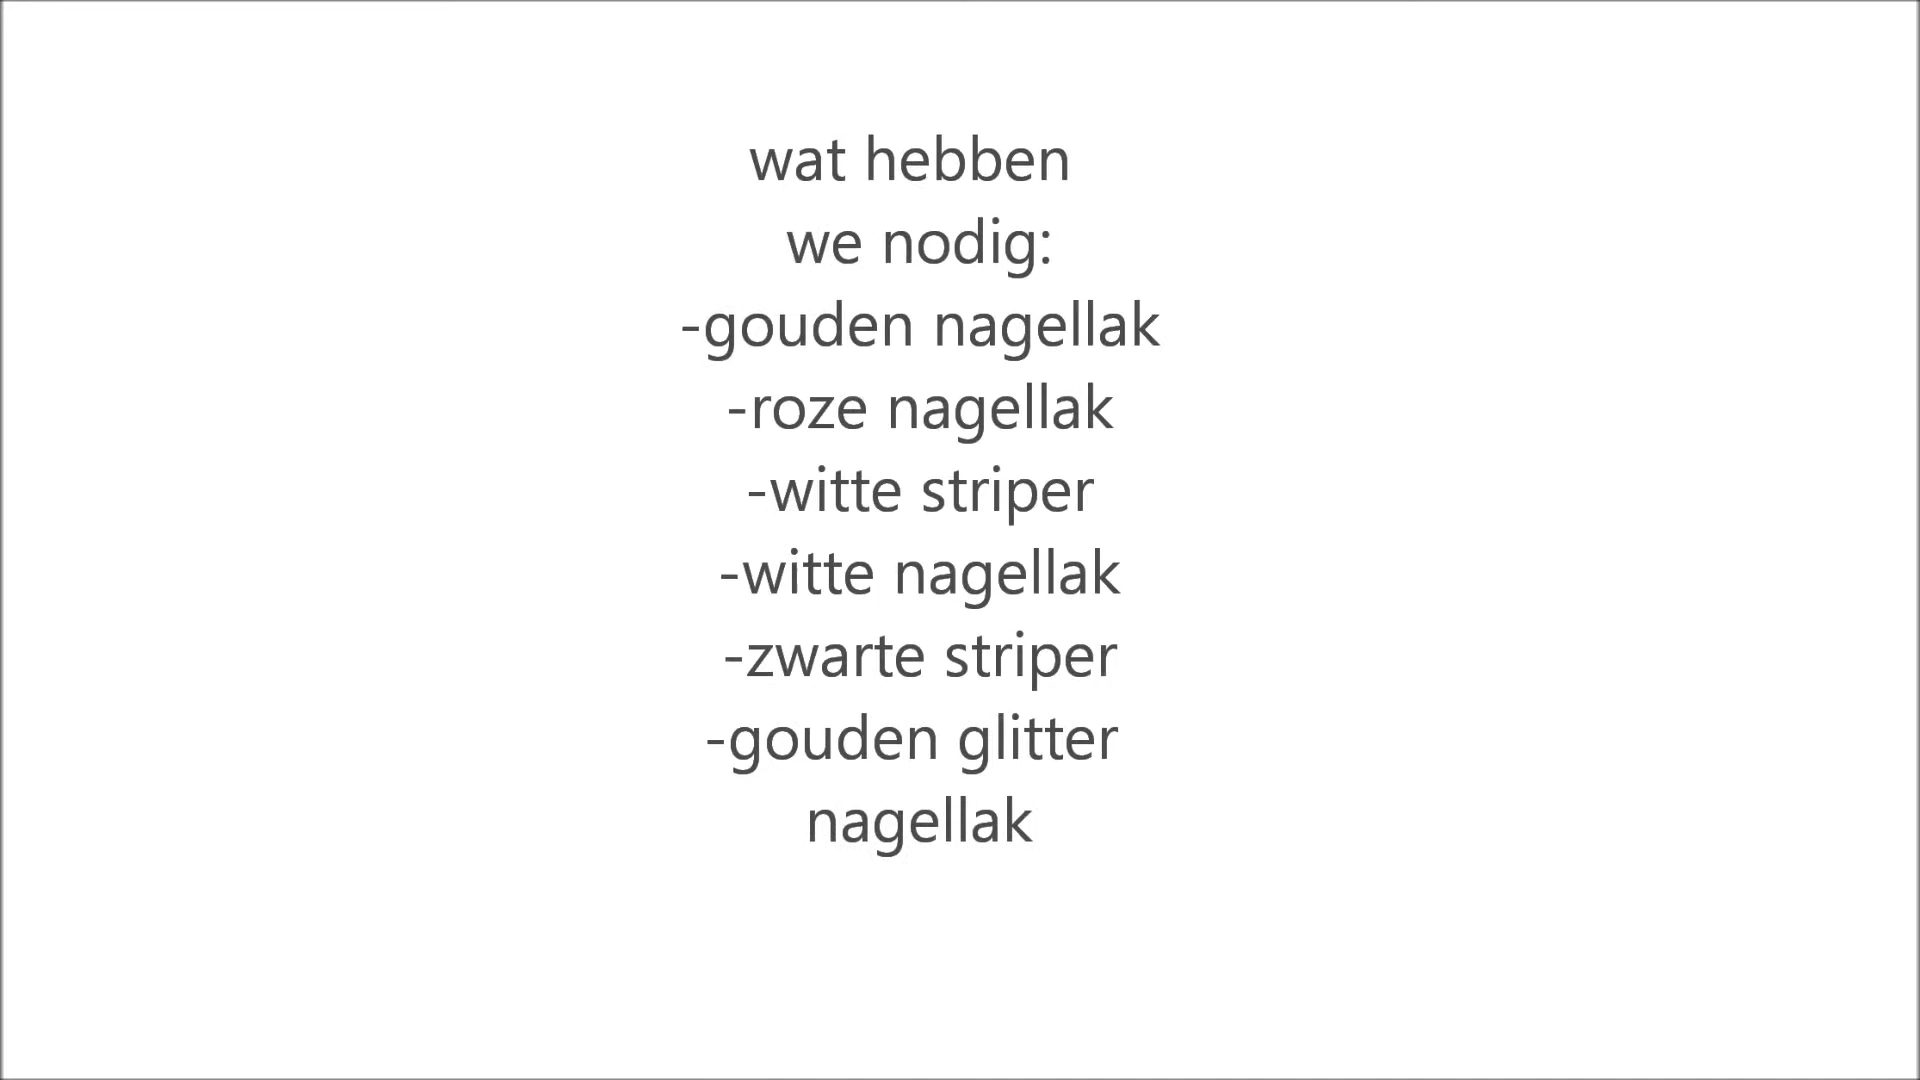 wat hebben
we nodig:
-gouden nagellak
-roze nagellak
-witte striper
-witte nagellak
-zwarte striper
-gouden glitter
nagellak